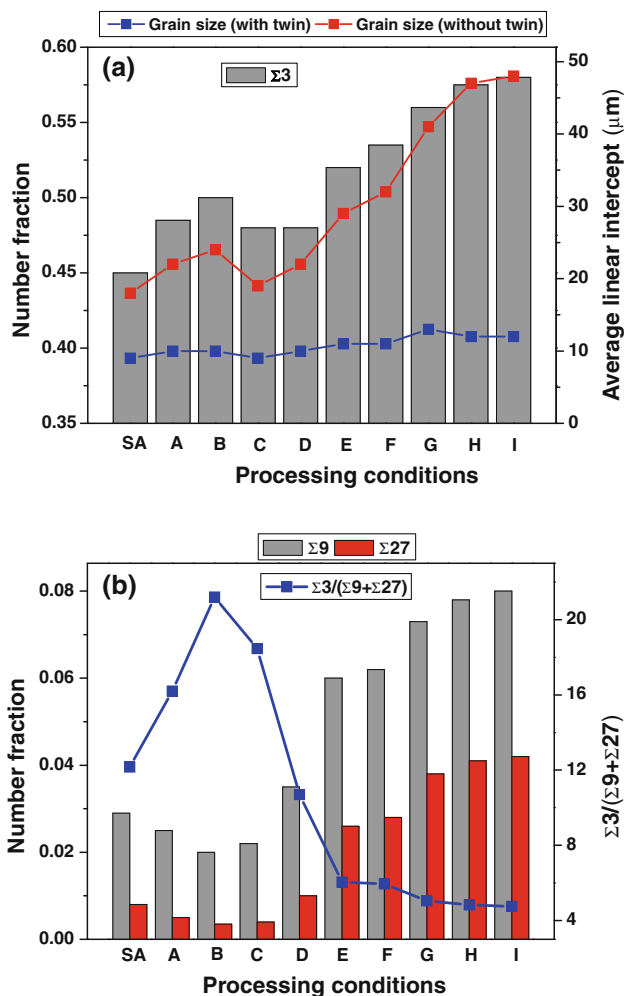 Grain size (with twin) Grain size (without twin)
(a)
Σ3
0.60
0.55
0.50
0.45
0.40
0.35
Number fraction
50
40
30
20
10
0
Average linear intercept (μm)
SA A B C D E F G H I
Processing conditions
Σ9 Σ27
(b)
Σ3/(Σ9+Σ27)
0.08
0.06
0.04
0.02
0.00
Number fraction
20
16
12
8
4
Σ3/(Σ9+Σ27)
SA A B C D E F G H I
Processing conditions